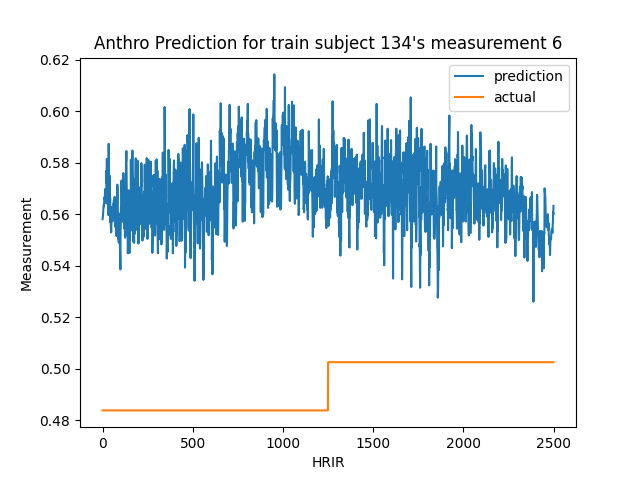 Anthro Prediction for train subject 134's measurement 6
prediction
actual
0.62
0.60
0.58
0.56
0.54
0.52
0.50
0.48
Measurement
0
500
1000
1500
2000
2500
HRIR